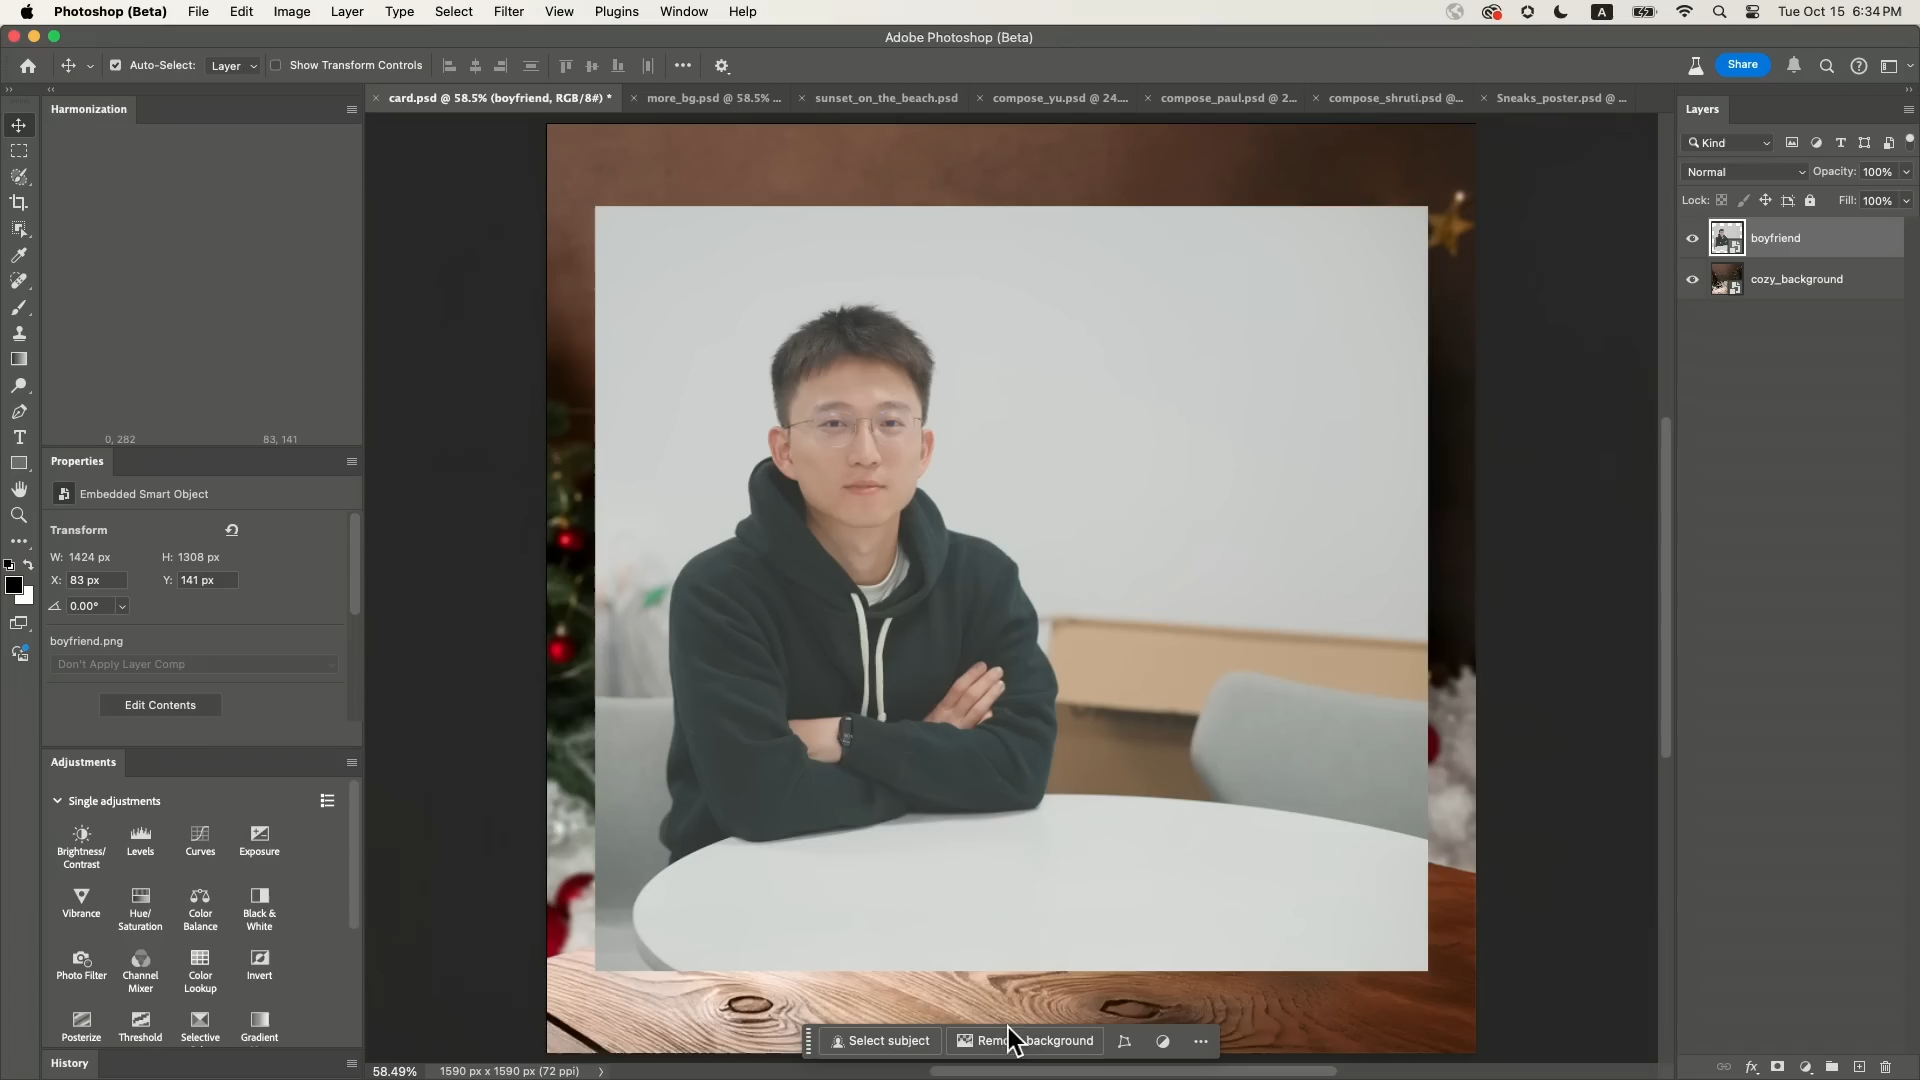 Photoshop (Beta) File Edit Image Layer Type Select Filter View Plugins Window Help A Tue Oct 15 6:34 PM
Adobe Photoshop (Beta)
Auto-Select: Layer Show Transform Controls Share
card.psd @ 58.5% (boyfriend, RGB/8#) * more_bg.psd @ 58.5% ... sunset_on_the_beach.psd compose_yu.psd @ 24.... compose_paul.psd @ 2... compose_shruti.psd @... Sneaks_poster.psd @ ...
Harmonization
0, 282 83, 141
Properties
Embedded Smart Object
Transform
W: 1424 px H: 1308 px
X: 83 px Y: 141 px
0.00°
boyfriend.png
Don't Apply Layer Comp
Edit Contents
Adjustments
Single adjustments
Brightness/
Contrast
Levels
Curves
Exposure
Vibrance
Hue/
Saturation
Color
Balance
Black &
White
Photo Filter
Channel
Mixer
Color
Lookup
Invert
Posterize
Threshold
Selective
Gradient
History
Select subject
background
58.49% 1590 px x 1590 px (72 ppi)
Layers
Kind
Normal Opacity: 100%
Lock: Fill: 100%
boyfriend
cozy_background